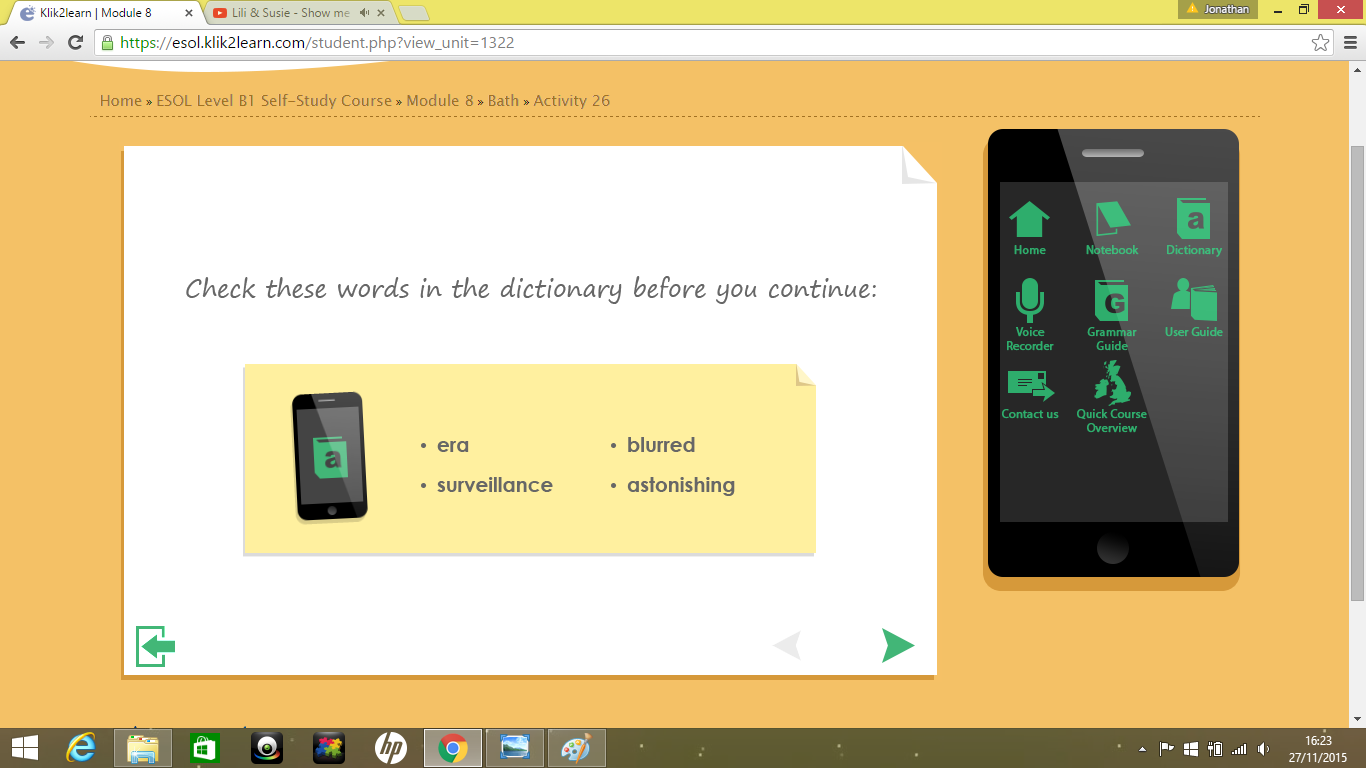 Klik2learn | Module 8
Lili & Susie - Show me
Jonathan
https://esol.klik2learn.com/student.php?view_unit=1322
Home » ESOL Level B1 Self-Study Course » Module 8 » Bath » Activity 26
Check these words in the dictionary before you continue:
a
• era
• blurred
• surveillance
• astonishing
a
Home
Notebook
Dictionary
G
Voice
Recorder
Grammar
Guide
User Guide
Contact us
Quick Course
Overview
hp
16:23
27/11/2015